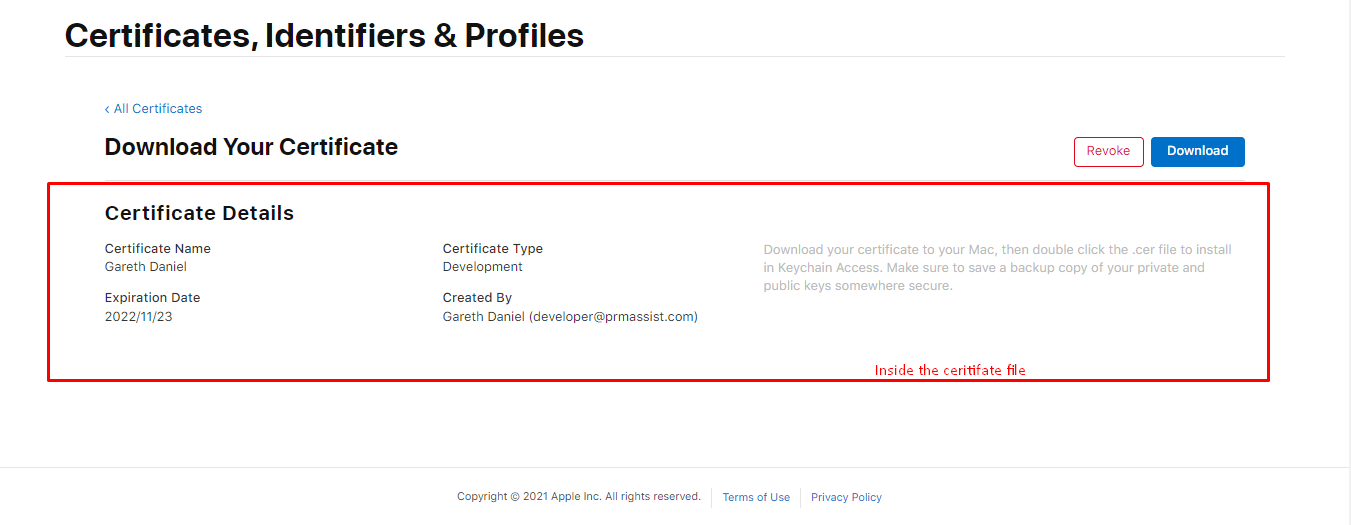 Certificates, Identifiers & Profiles
‹ All Certificates
Download Your Certificate
Revoke
Download
Certificate Details
Certificate Name
Gareth Daniel
Certificate Type
Development
Download your certificate to your Mac, then double click the .cer file to install
in Keychain Access. Make sure to save a backup copy of your private and
public keys somewhere secure.
Expiration Date
2022/11/23
Created By
Gareth Daniel (developer@prmassist.com)
Inside the ceritifate file
Copyright © 2021 Apple Inc. All rights reserved.
Terms of Use
Privacy Policy